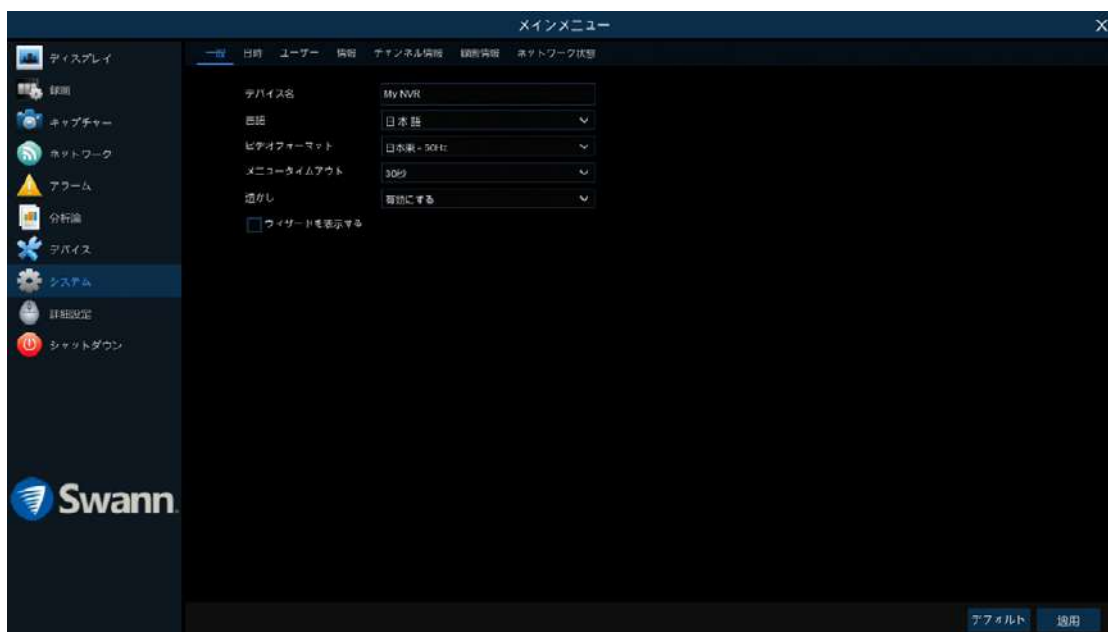 メインメニュー
X
ディスプレイ
録画
キャプチャー
ネットワーク
アラーム
分析論
デバイス
システム
詳細設定
シャットダウン
Swann
一般 日時 ユーザー 情報 チャンネル情報 録画情報 ネットワーク状態
デバイス名 My NVR
言語 日本語
ビデオフォーマット 日本東 - 50Hz
メニュータイムアウト 30秒
透かし 有効にする
ウィザードを表示する
デフォルト 適用